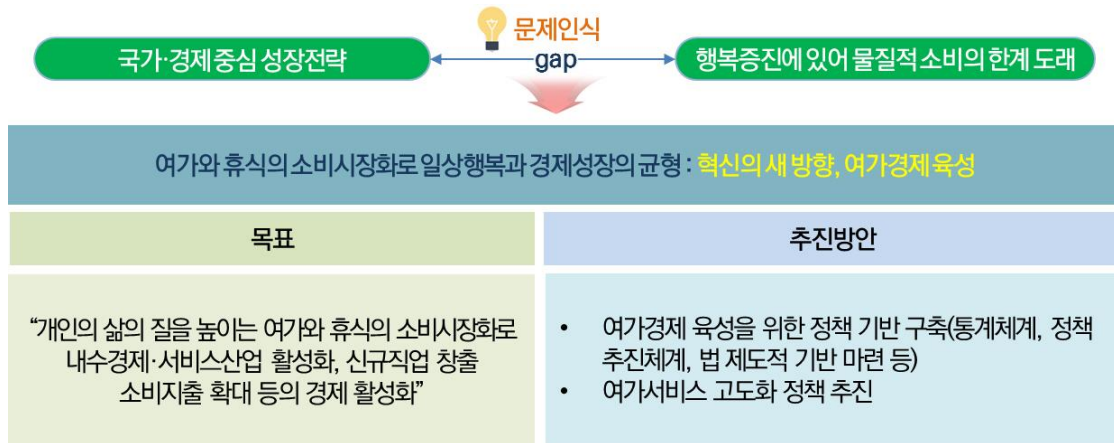 문제인식
국가·경제 중심 성장전략
gap
행복증진에 있어 물질적 소비의 한계 도래
여가와 휴식의 소비시장화로 일상행복과 경제성장의 균형 : 혁신의 새 방향, 여가경제 육성
목표
추진방안
“개인의 삶의 질을 높이는 여가와 휴식의 소비시장화로
내수경제·서비스산업 활성화, 신규직업 창출
소비지출 확대 등의 경제 활성화”
• 여가경제 육성을 위한 정책 기반 구축(통계체계, 정책
추진체계, 법 제도적 기반 마련 등)
• 여가서비스 고도화 정책 추진